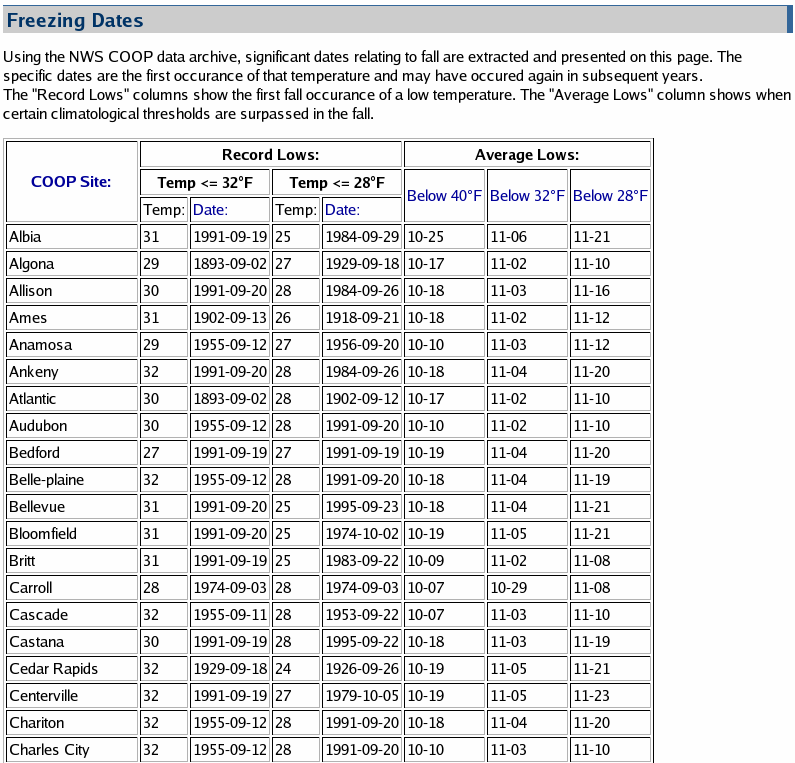 Freezing Dates
Using the NWS COOP data archive, significant dates relating to fall are extracted and presented on this page. The
specific dates are the first occurance of that temperature and may have occured again in subsequent years.
The "Record Lows" columns show the first fall occurance of a low temperature. The "Average Lows" column shows when
certain climatological thresholds are surpassed in the fall.
COOP Site: Record Lows: Average Lows:
Temp <= 32°F Temp <= 28°F Below 40°F Below 32°F Below 28°F
Temp: Date: Temp: Date:
Albia 31 1991-09-19 25 1984-09-29 10-25 11-06 11-21
Algona 29 1893-09-02 27 1929-09-18 10-17 11-02 11-10
Allison 30 1991-09-20 28 1984-09-26 10-18 11-03 11-16
Ames 31 1902-09-13 26 1918-09-21 10-18 11-02 11-12
Anamosa 29 1955-09-12 27 1956-09-20 10-10 11-03 11-12
Ankeny 32 1991-09-20 28 1984-09-26 10-18 11-04 11-20
Atlantic 30 1893-09-02 28 1902-09-12 10-17 11-02 11-10
Audubon 30 1955-09-12 28 1991-09-20 10-10 11-02 11-10
Bedford 27 1991-09-19 27 1991-09-19 10-19 11-04 11-20
Belle-plaine 32 1955-09-12 28 1991-09-20 10-18 11-04 11-19
Bellevue 31 1991-09-20 25 1995-09-23 10-18 11-04 11-21
Bloomfield 31 1991-09-20 25 1974-10-02 10-19 11-05 11-21
Britt 31 1991-09-19 25 1983-09-22 10-09 11-02 11-08
Carroll 28 1974-09-03 28 1974-09-03 10-07 10-29 11-08
Cascade 32 1955-09-11 28 1953-09-22 10-07 11-03 11-10
Castana 30 1991-09-19 28 1995-09-22 10-18 11-03 11-19
Cedar Rapids 32 1929-09-18 24 1926-09-26 10-19 11-05 11-21
Centerville 32 1991-09-19 27 1979-10-05 10-19 11-05 11-23
Chariton 32 1955-09-12 28 1991-09-20 10-18 11-04 11-20
Charles City 32 1955-09-12 28 1991-09-20 10-10 11-03 11-10